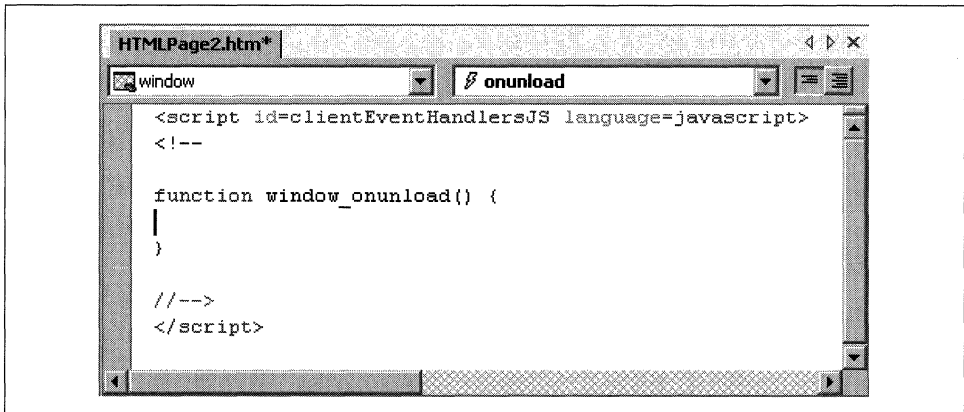 HTMLPage2.htm*
window onunload
<script id=clientEventHandlersJS language=javascript>
<!--
function window_onunload() {
}
//-->
</script>